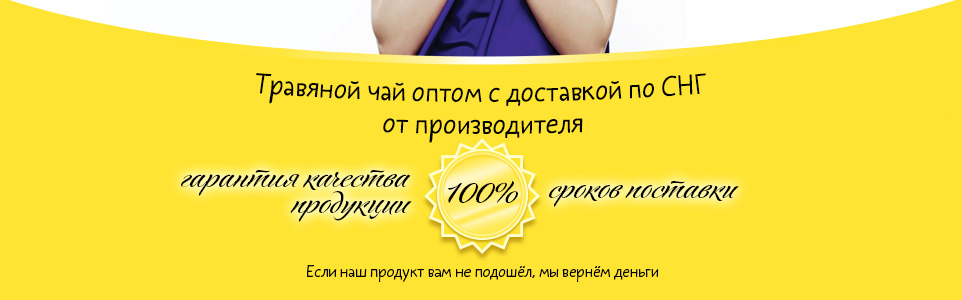 Травяной чай оптом с доставкой по СНГ
от производителя
гарантия качества
продукции
100%
сроков поставки
Если наш продукт вам не подошёл, мы вернём деньги